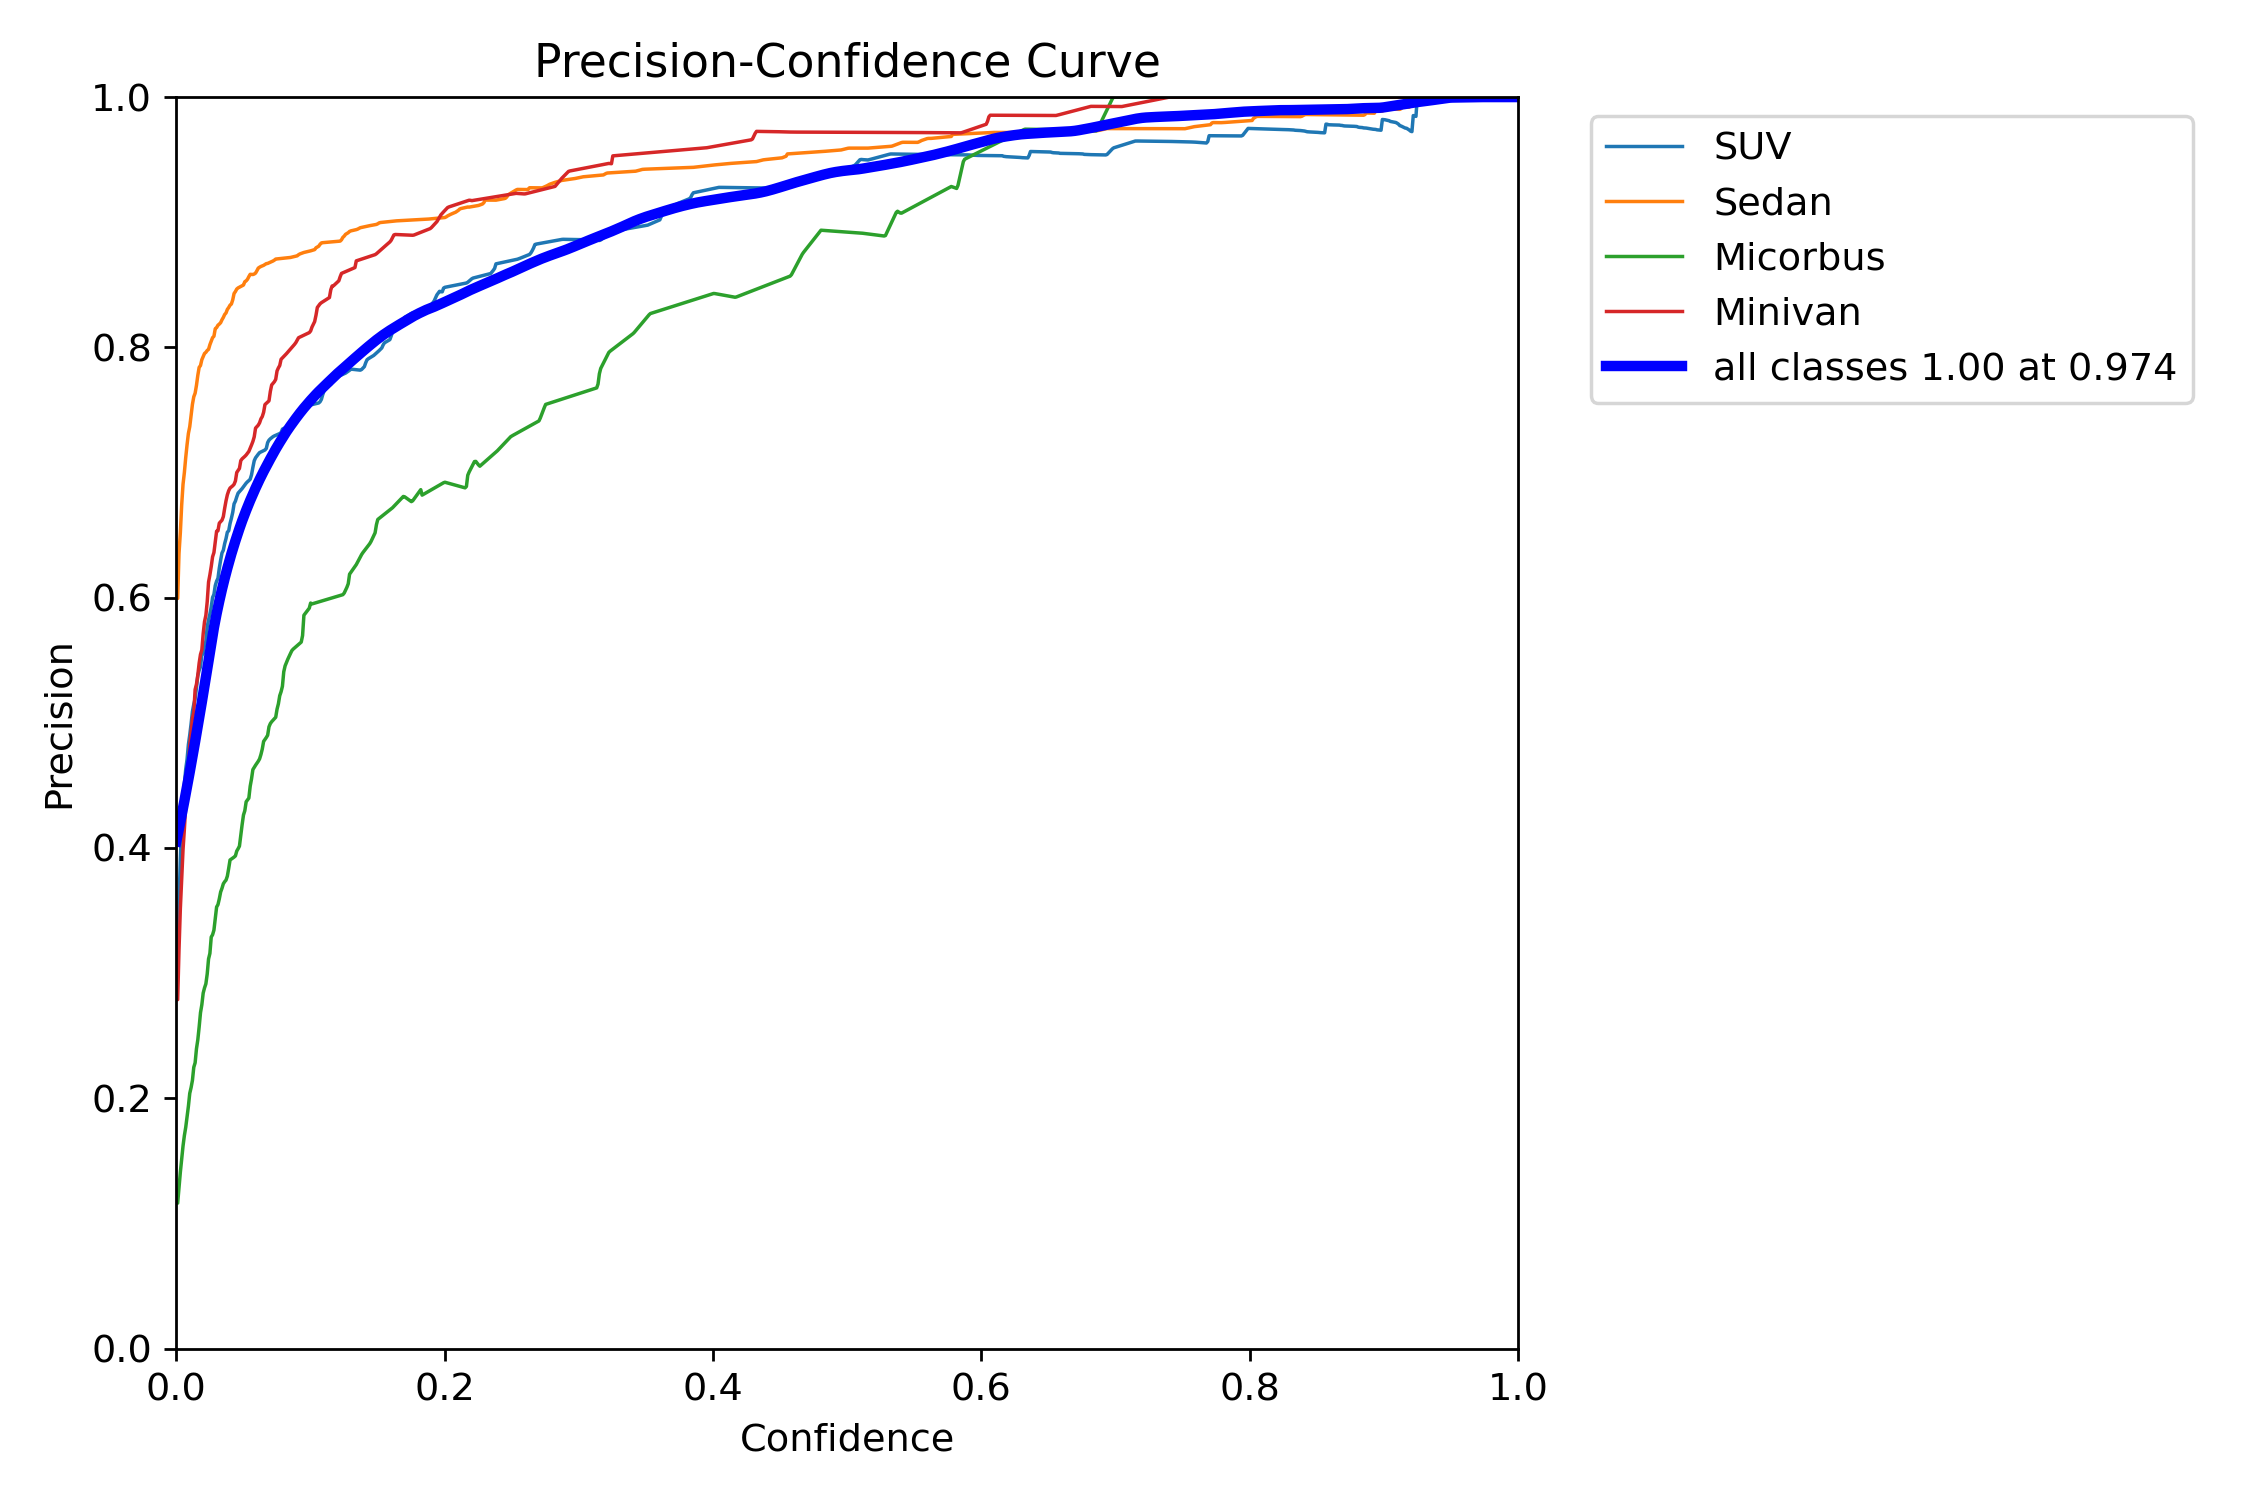 Precision-Confidence Curve
1.0
0.8
0.6
0.4
0.2
0.0
Precision
0.0 0.2 0.4 0.6 0.8 1.0
Confidence
SUV
Sedan
Micorbus
Minivan
all classes 1.00 at 0.974